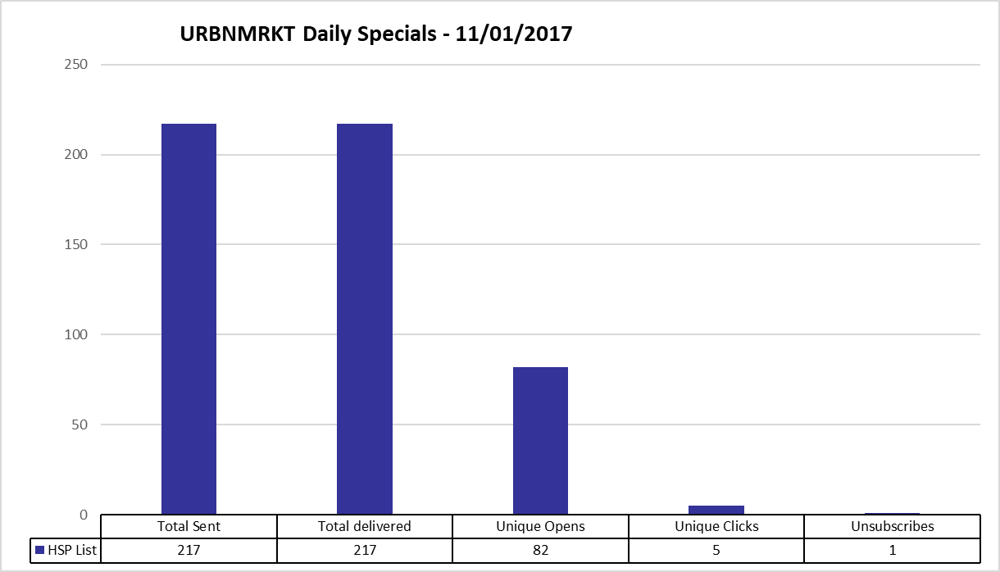 URBNMRKT Daily Specials - 11/01/2017
250
200
150
100
50
0
Total Sent Total delivered Unique Opens Unique Clicks Unsubscribes
HSP List 217 217 82 5 1